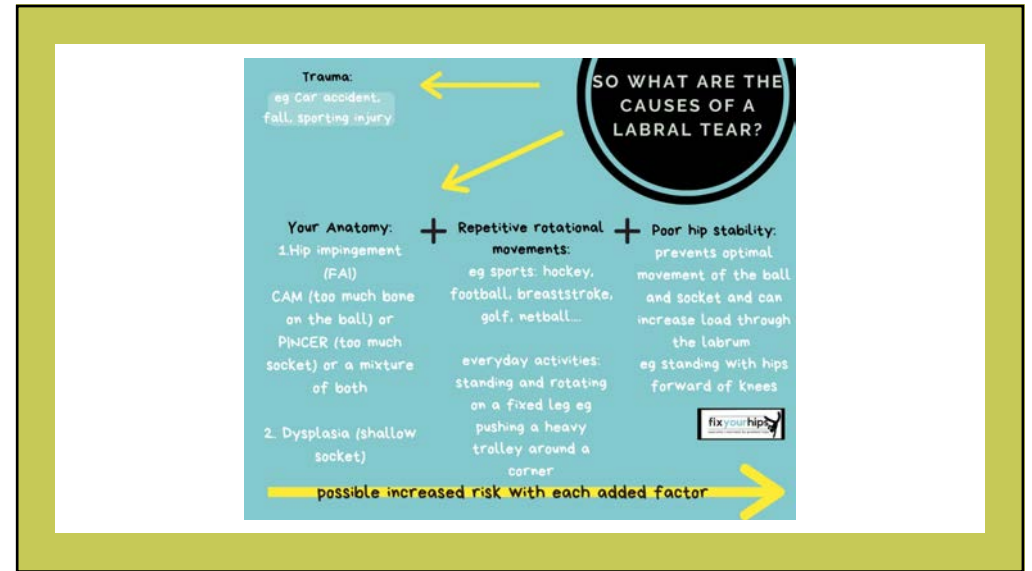 SO WHAT ARE THE
CAUSES OF A
LABRAL TEAR?
Trauma:
eg Car accident,
fall, sporting injury
Your Anatomy:
1.Hip impingement
(FAI)
CAM (too much bone
on the ball) or
PINCER (too much
socket) or a mixture
of both
2. Dysplasia (shallow
socket)
+
Repetitive rotational
movements:
eg sports: hockey,
football, breaststroke,
golf, netball...
everyday activities:
standing and rotating
on a fixed leg eg
pushing a heavy
trolley around a
corner
+
Poor hip stability:
prevents optimal
movement of the ball
and socket and can
increase load through
the labrum
eg standing with hips
forward of knees
fixyourhips
possible increased risk with each added factor